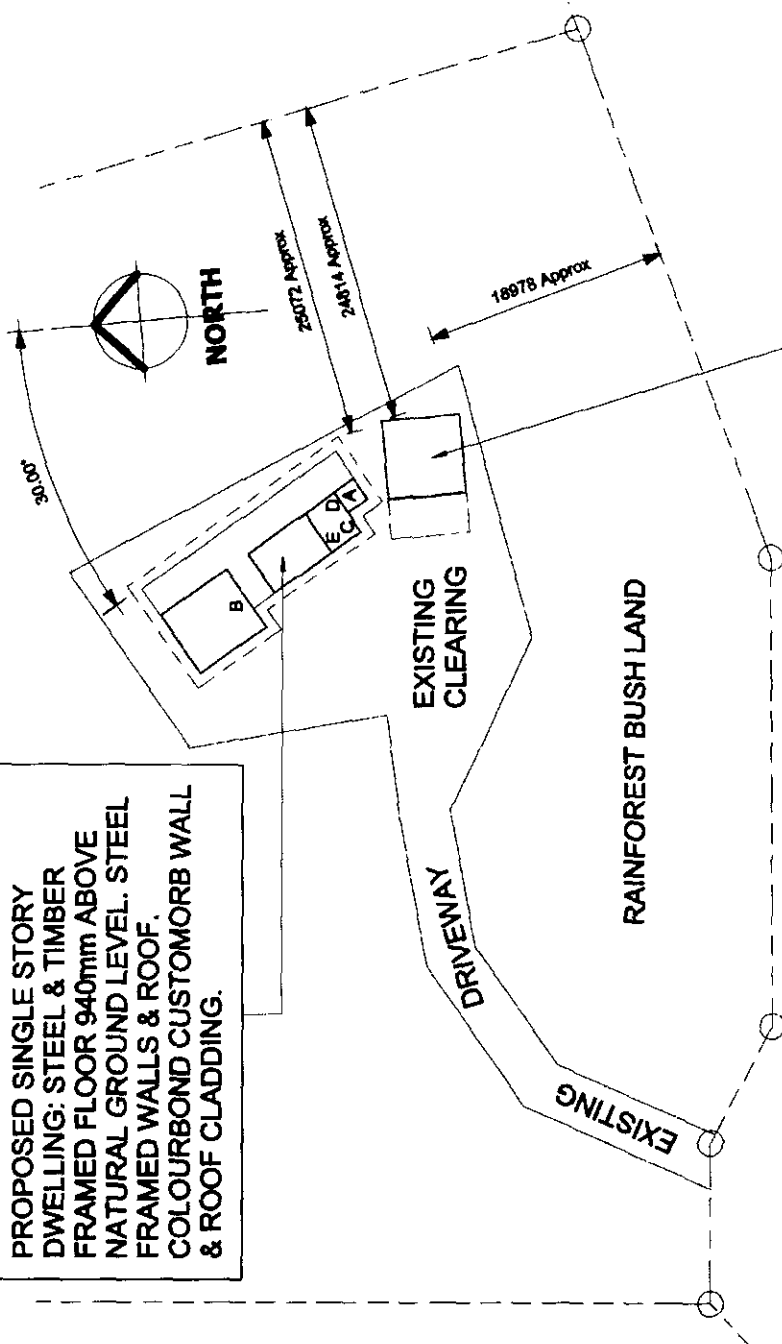 PROPOSED SINGLE STORY
DWELLING: STEEL & TIMBER
FRAMED FLOOR 940mm ABOVE
NATURAL GROUND LEVEL. STEEL
FRAMED WALLS & ROOF.
COLOURBOND CUSTOMORB WALL
& ROOF CLADDING.
30.00°
NORTH
25072 Approx
24814 Approx
18978 Approx
B
E
C
D
A
EXISTING
CLEARING
DRIVEWAY
EXISTING
RAINFOREST BUSH LAND